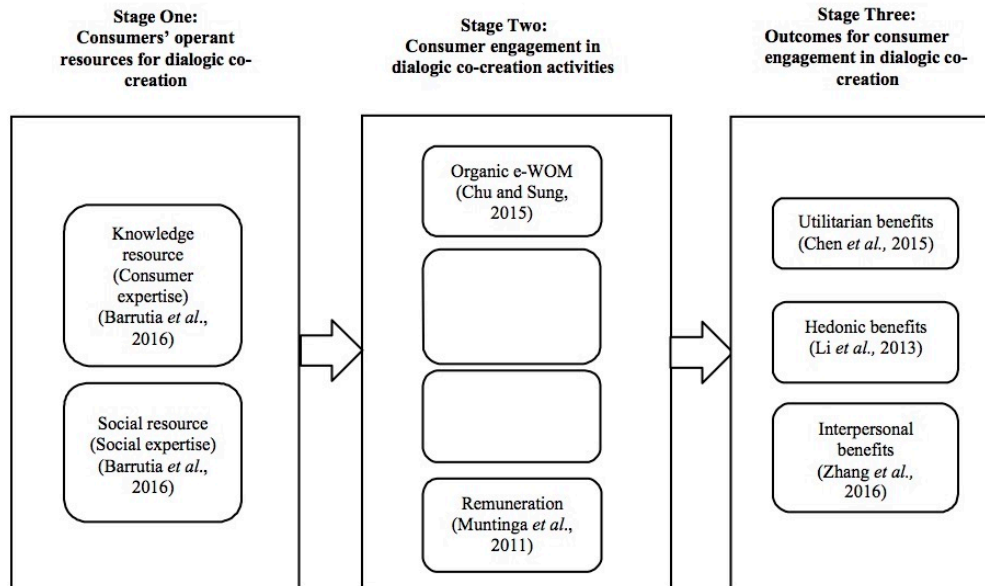 Stage One:
Consumers' operant
resources for dialogic co-
creation
Stage Two:
Consumer engagement in
dialogic co-creation activities
Stage Three:
Outcomes for consumer
engagement in dialogic co-
creation
Knowledge
resource
(Consumer
expertise)
(Barrutia et al.,
2016)
Social resource
(Social expertise)
(Barrutia et al.,
2016)
Organic e-WOM
(Chu and Sung,
2015)
Remuneration
(Muntinga et al.,
2011)
Utilitarian benefits
(Chen et al., 2015)
Hedonic benefits
(Li et al., 2013)
Interpersonal
benefits
(Zhang et al.,
2016)